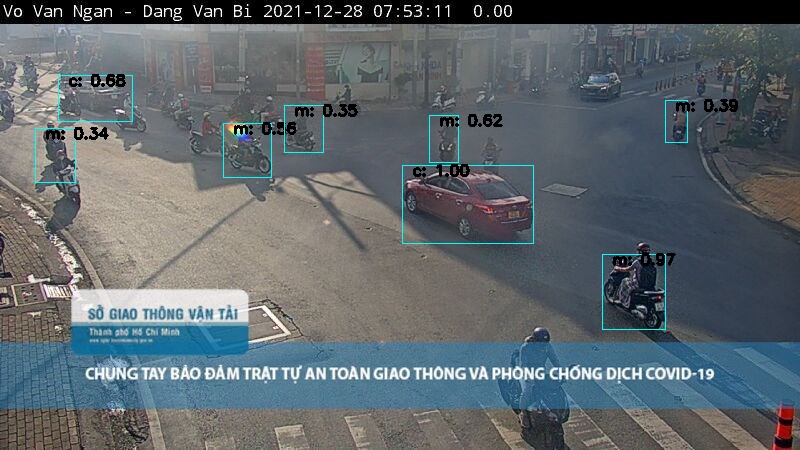 Vo Van Ngan - Dang Van Bi 2021-12-28 07:53:11 0.00
c: 0.68
m: 0.35
m: 0.39
m: 0.34
m: 0.56
m: 0.62
c: 1.00
m: 0.97
SỞ GIAO THÔNG VẬN TẢI
Thành phố Hồ Chí Minh
CHUNG TAY BẢO ĐẢM TRẬT TỰ AN TOÀN GIAO THÔNG VÀ PHÒNG CHỐNG DỊCH COVID-19